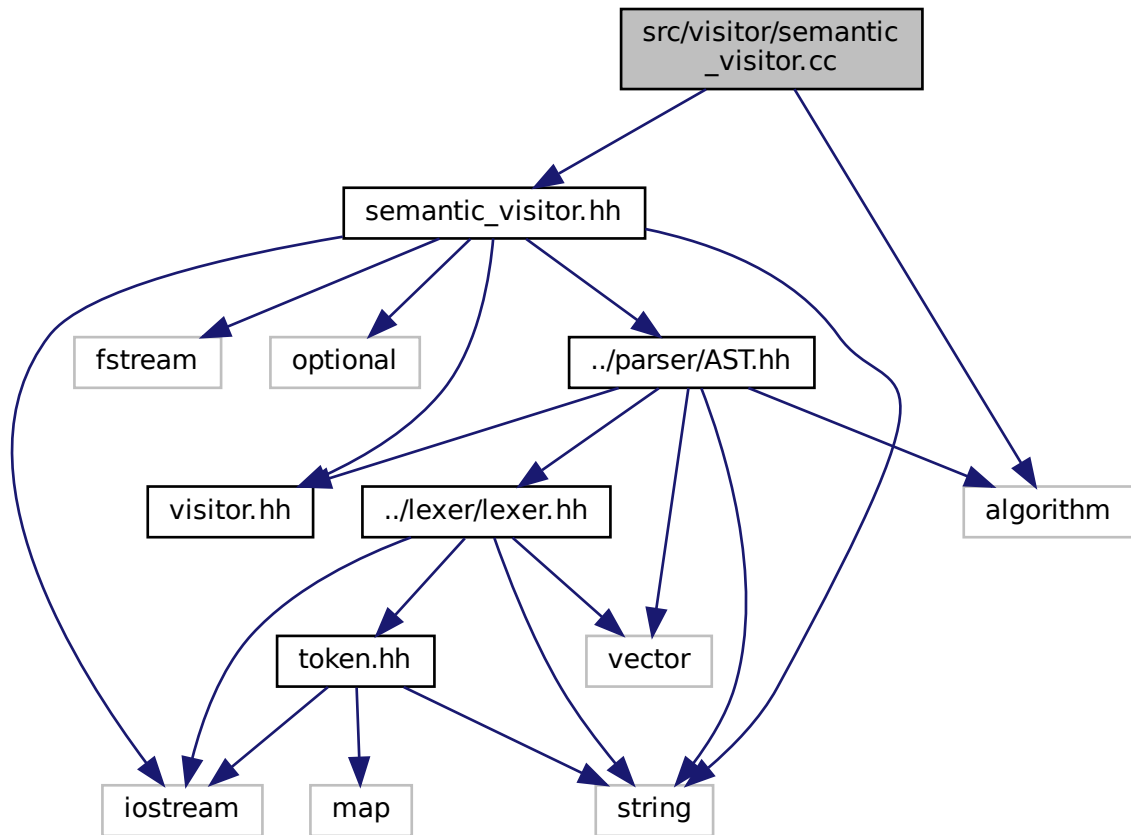 src/visitor/semantic
_visitor.cc
semantic_visitor.hh
fstream
optional
../parser/AST.hh
visitor.hh
../lexer/lexer.hh
algorithm
token.hh
vector
iostream
map
string